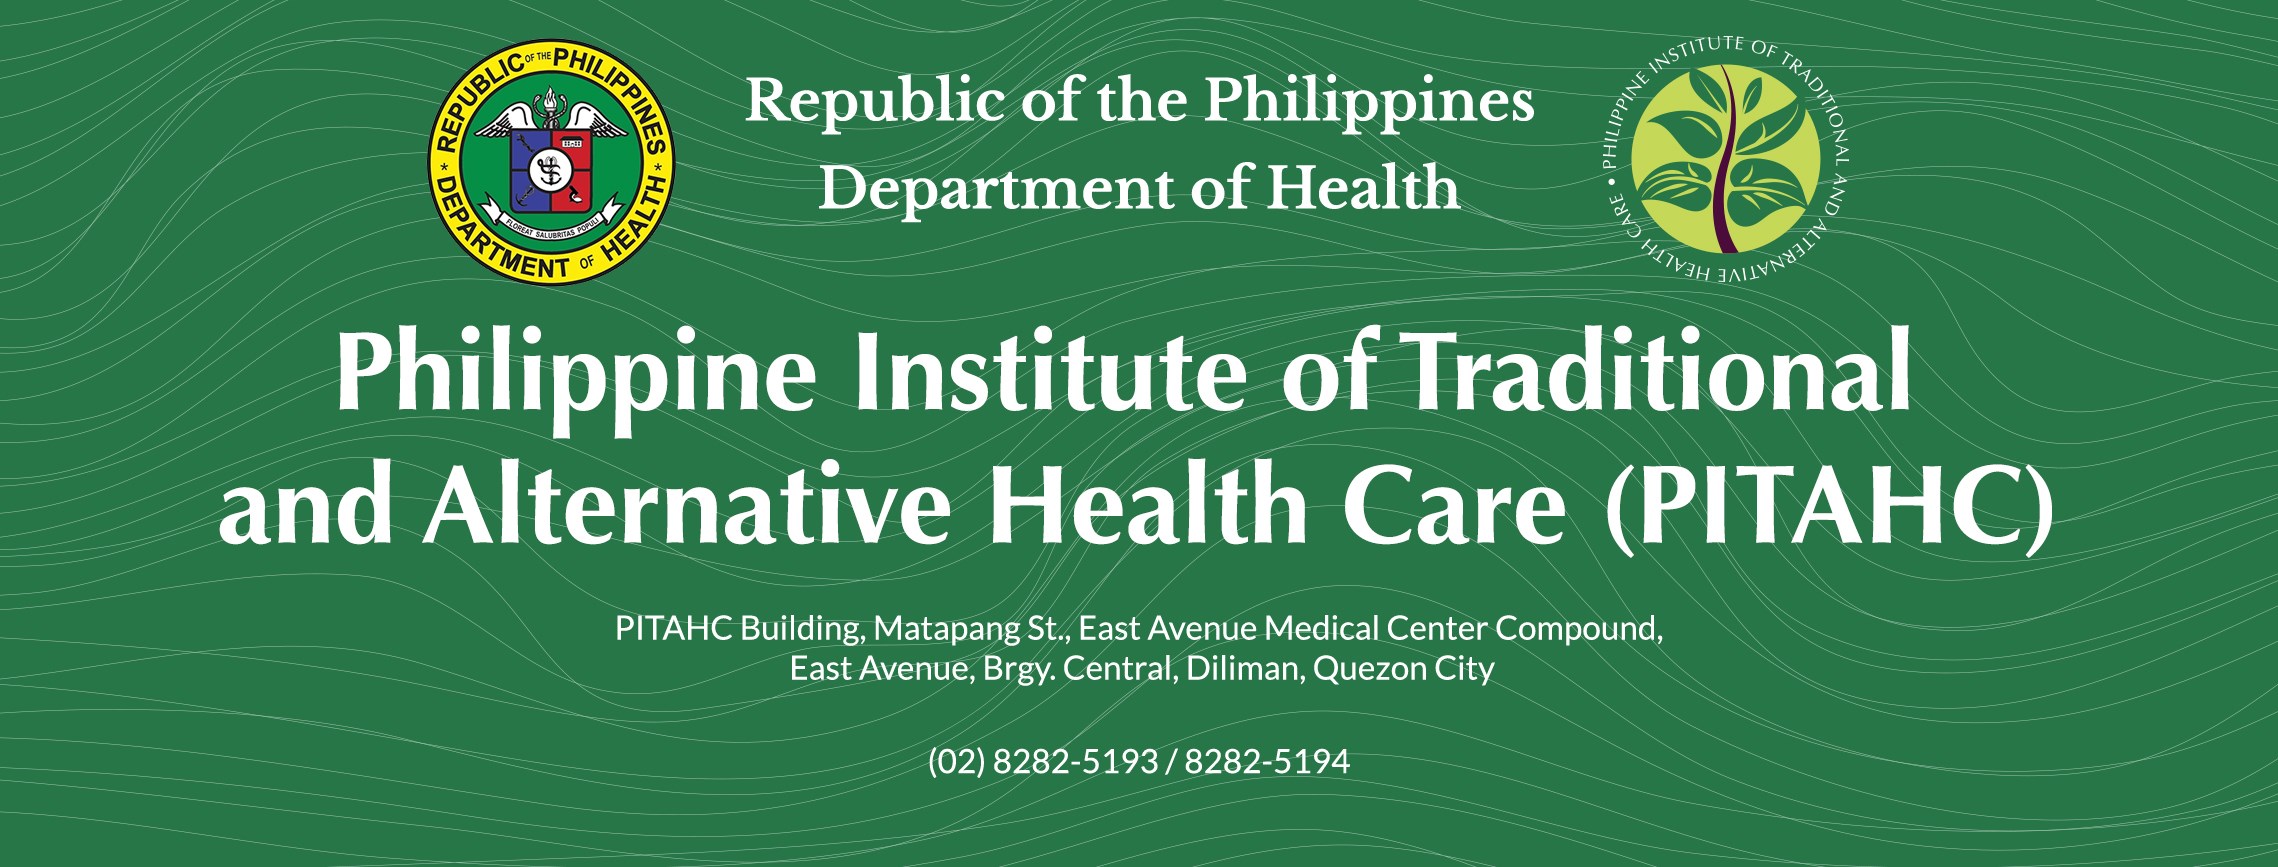 REPUBLIC OF THE PHILIPPINES
* DEPARTMENT OF HEALTH *
FLOREAT SALUBRITAS POPULI
Republic of the Philippines
Department of Health
PHILIPPINE INSTITUTE OF TRADITIONAL AND ALTERNATIVE HEALTH CARE •
Philippine Institute of Traditional
and Alternative Health Care (PITAHC)
PITAHC Building, Matapang St., East Avenue Medical Center Compound,
East Avenue, Brgy. Central, Diliman, Quezon City
(02) 8282-5193 / 8282-5194